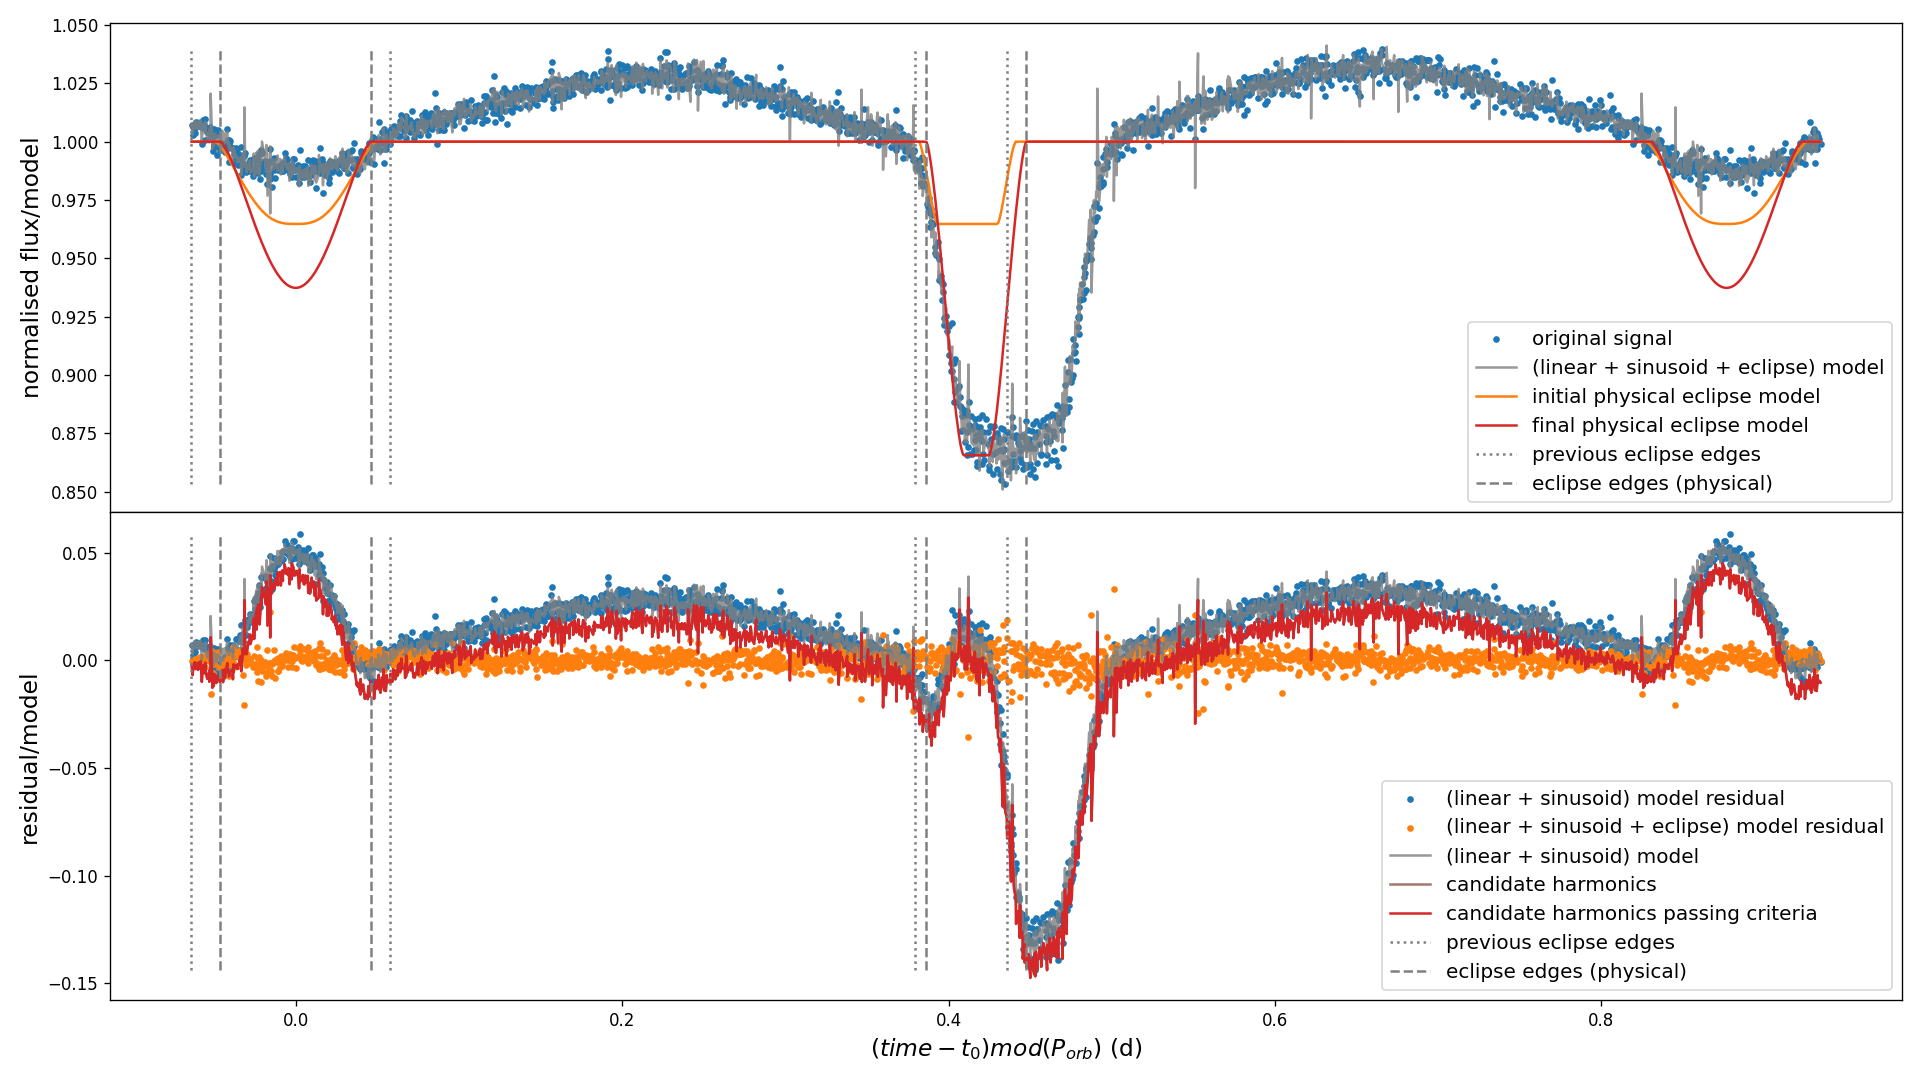 1.050
1.025
1.000
0.975
0.950
0.925
0.900
0.875
0.850
normalised flux/model
original signal
(linear + sinusoid + eclipse) model
initial physical eclipse model
final physical eclipse model
previous eclipse edges
eclipse edges (physical)
0.05
0.00
−0.05
−0.10
−0.15
residual/model
(linear + sinusoid) model residual
(linear + sinusoid + eclipse) model residual
(linear + sinusoid) model
candidate harmonics
candidate harmonics passing criteria
previous eclipse edges
eclipse edges (physical)
0.0 0.2 0.4 0.6 0.8
(time − t₀)mod(P_orb) (d)